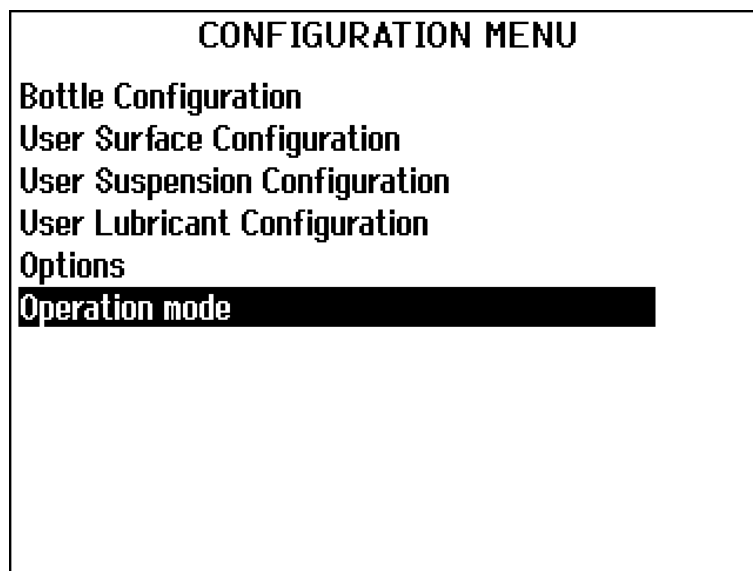 CONFIGURATION MENU
Bottle Configuration
User Surface Configuration
User Suspension Configuration
User Lubricant Configuration
Options
Operation mode